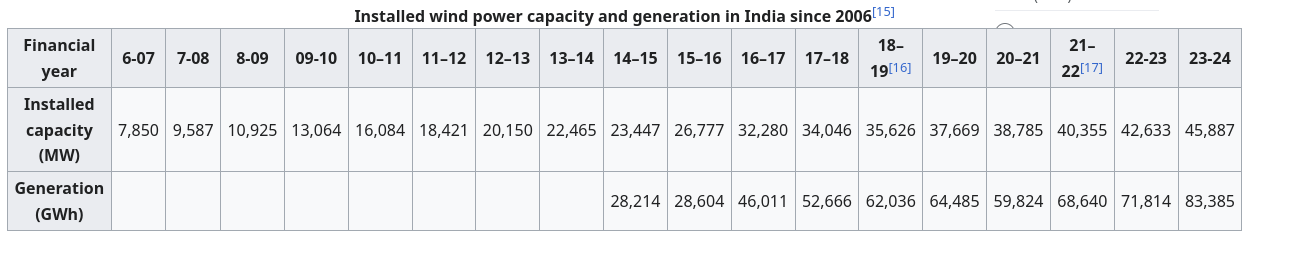 Installed wind power capacity and generation in India since 2006[15]
Financial year 6-07 7-08 8-09 09-10 10–11 11–12 12–13 13–14 14–15 15–16 16–17 17–18 18–19[16] 19–20 20–21 21–22[17] 22-23 23-24
Installed capacity (MW) 7,850 9,587 10,925 13,064 16,084 18,421 20,150 22,465 23,447 26,777 32,280 34,046 35,626 37,669 38,785 40,355 42,633 45,887
Generation (GWh) 28,214 28,604 46,011 52,666 62,036 64,485 59,824 68,640 71,814 83,385